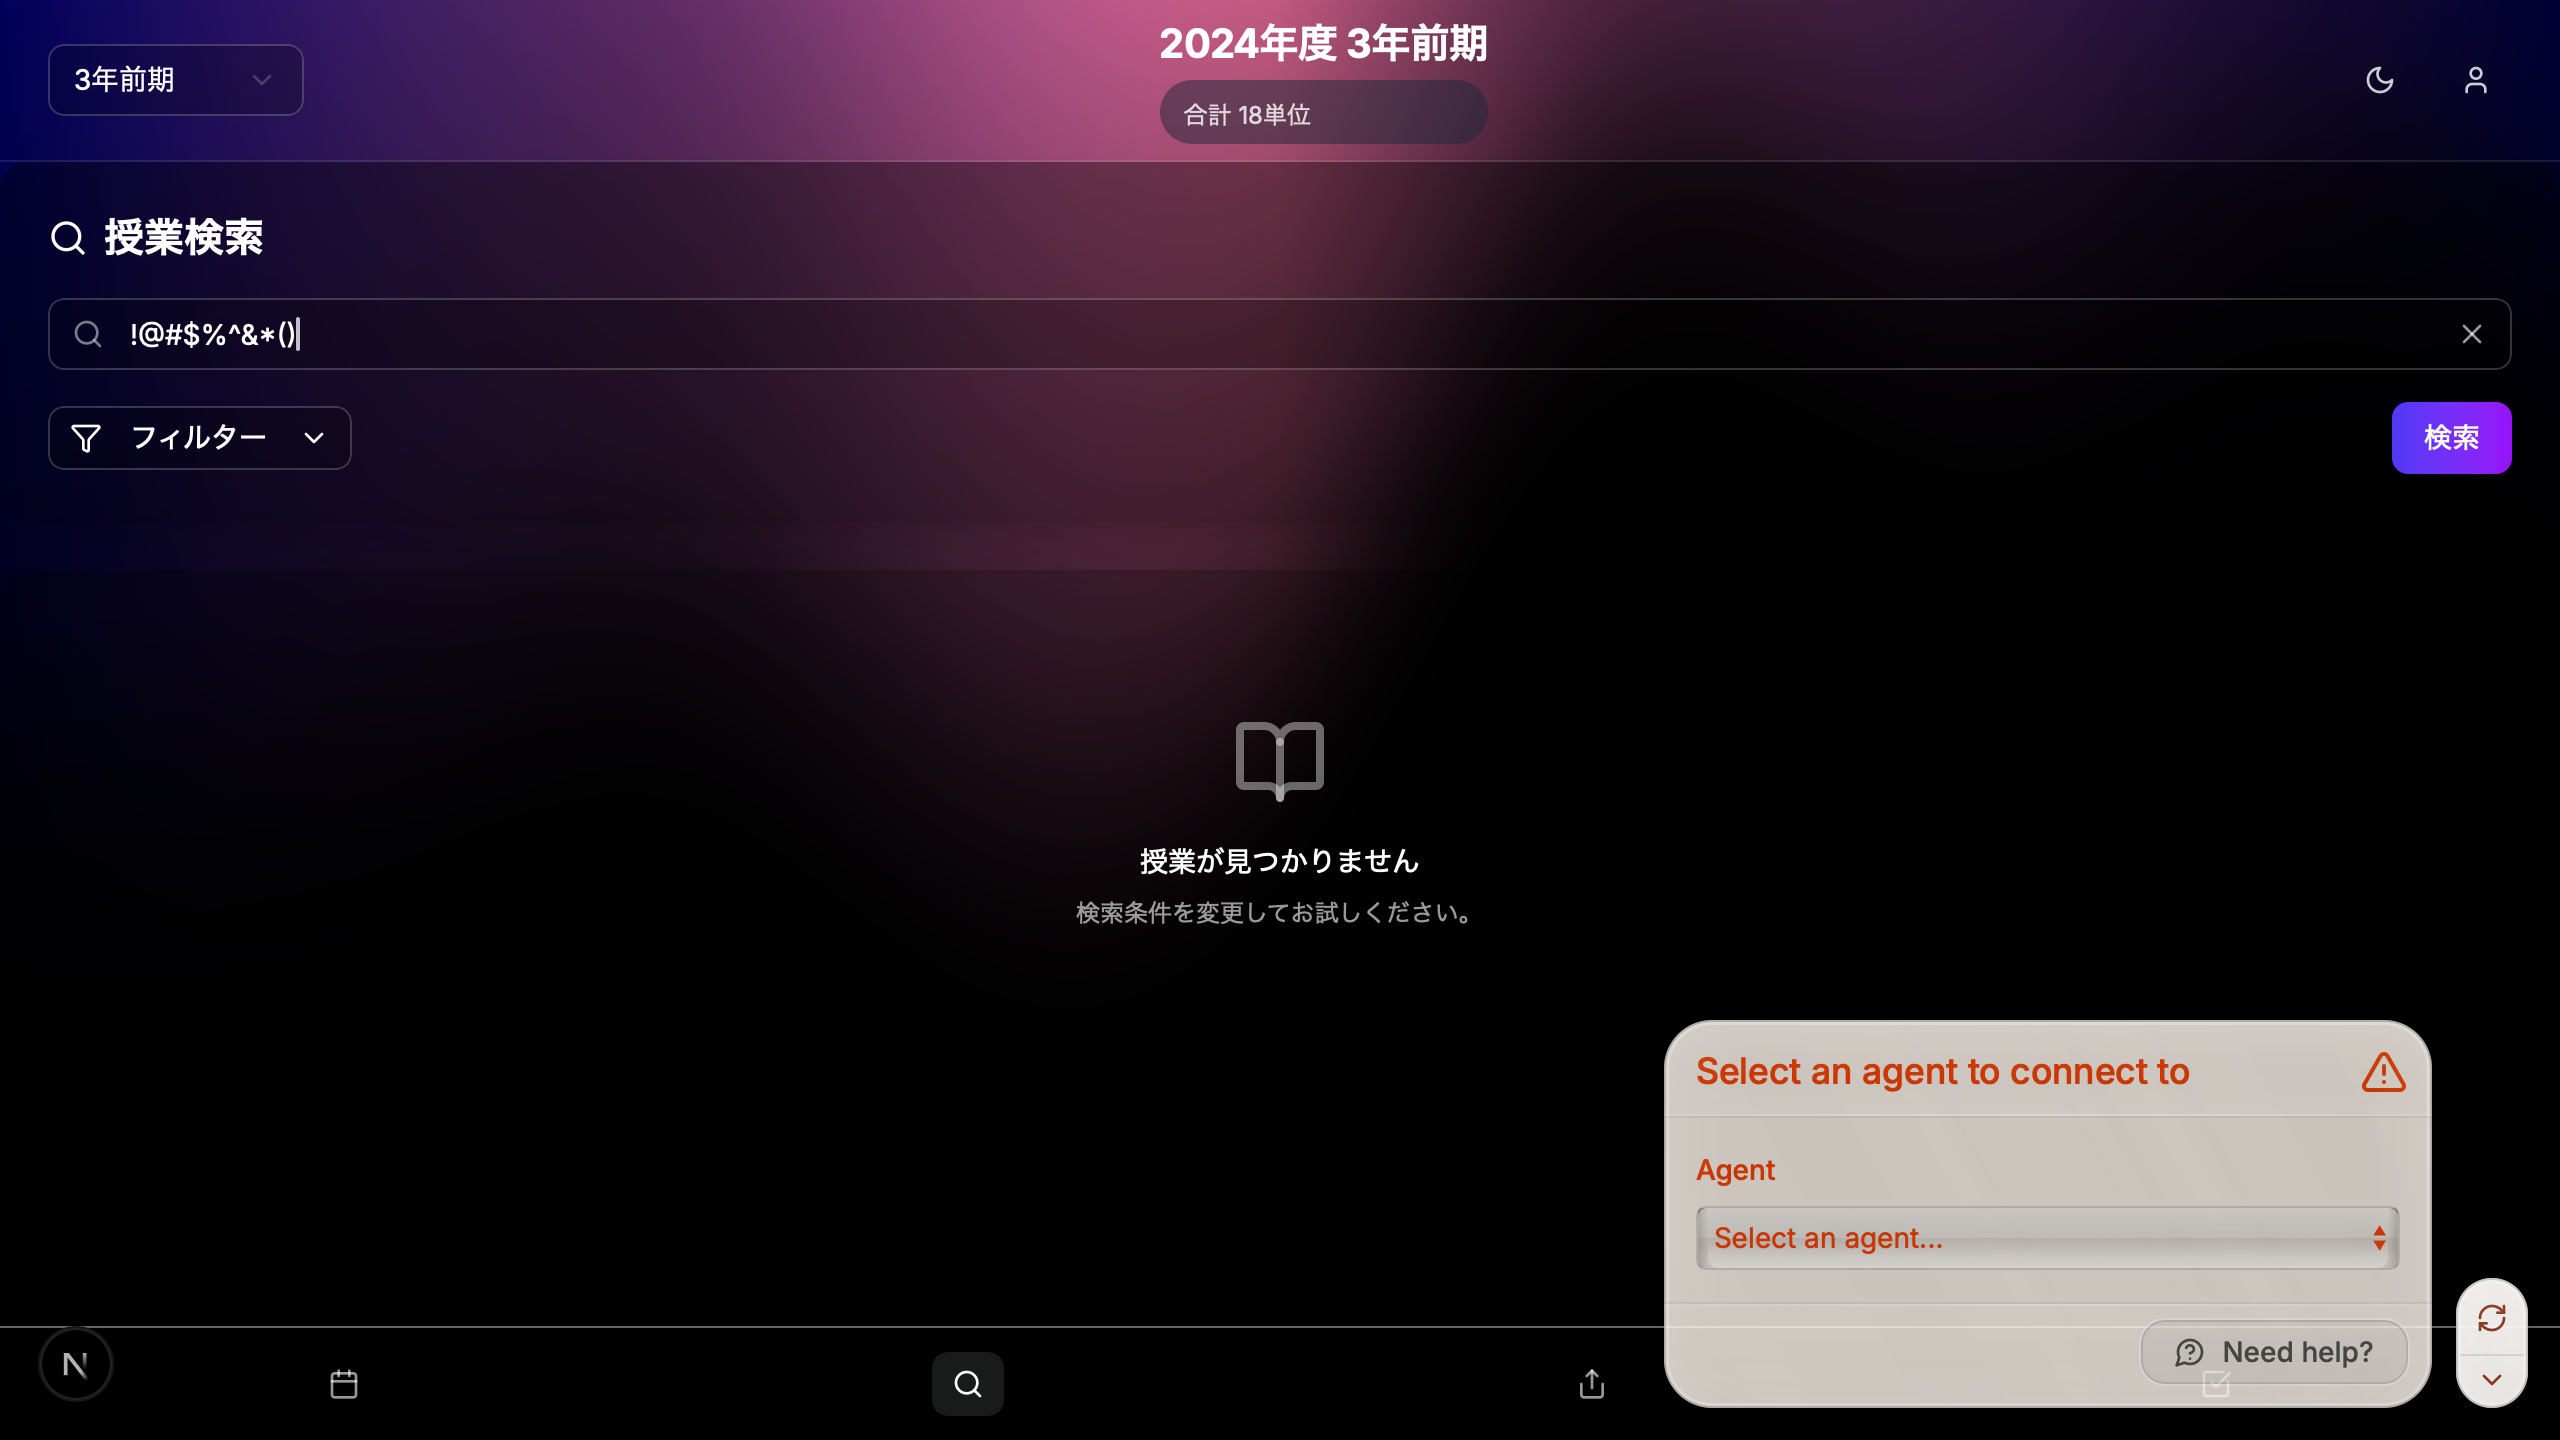 3年前期
2024年度 3年前期
合計 18単位
授業検索
!@#$%^&*()
フィルター
検索
授業が見つかりません
検索条件を変更してお試しください。
Select an agent to connect to
Agent
Select an agent...
Need help?
N